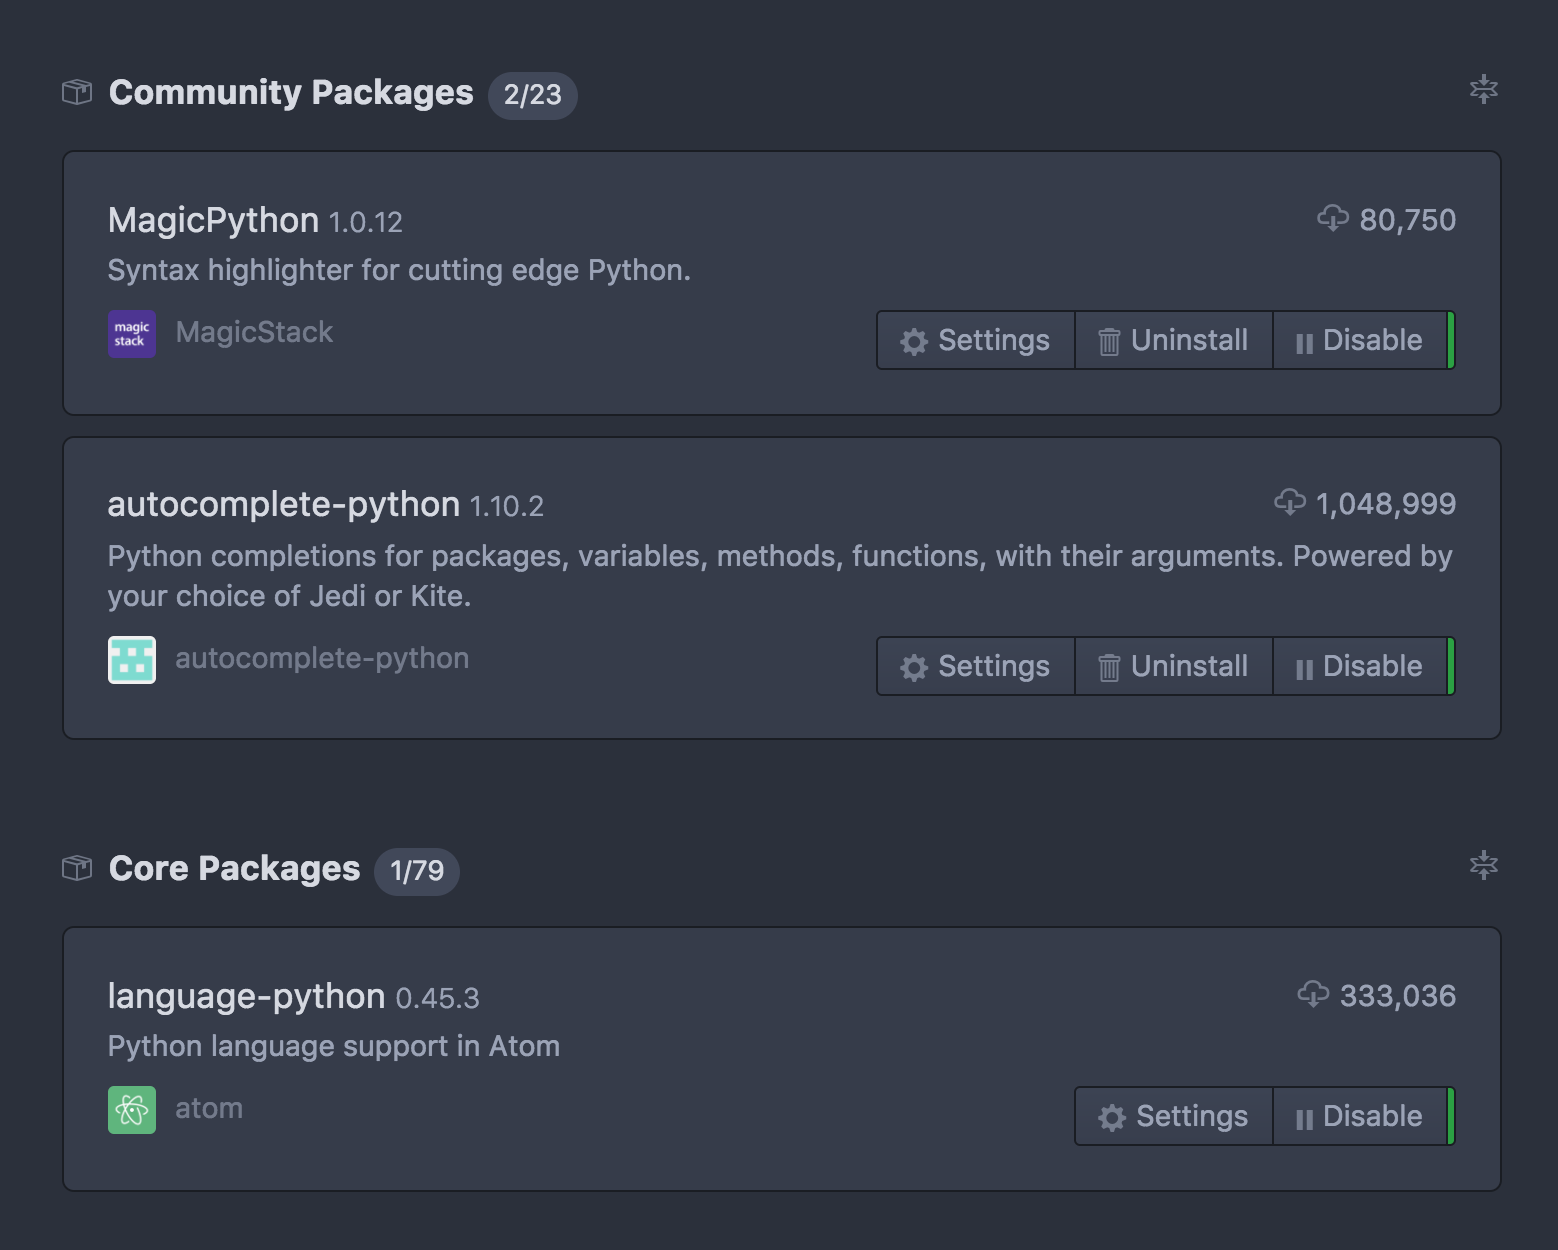 Community Packages 2/23
MagicPython 1.0.12 80,750
Syntax highlighter for cutting edge Python.
magic
stack
MagicStack Settings Uninstall Disable
autocomplete-python 1.10.2 1,048,999
Python completions for packages, variables, methods, functions, with their arguments. Powered by
your choice of Jedi or Kite.
autocomplete-python Settings Uninstall Disable
Core Packages 1/79
language-python 0.45.3 333,036
Python language support in Atom
atom Settings Disable